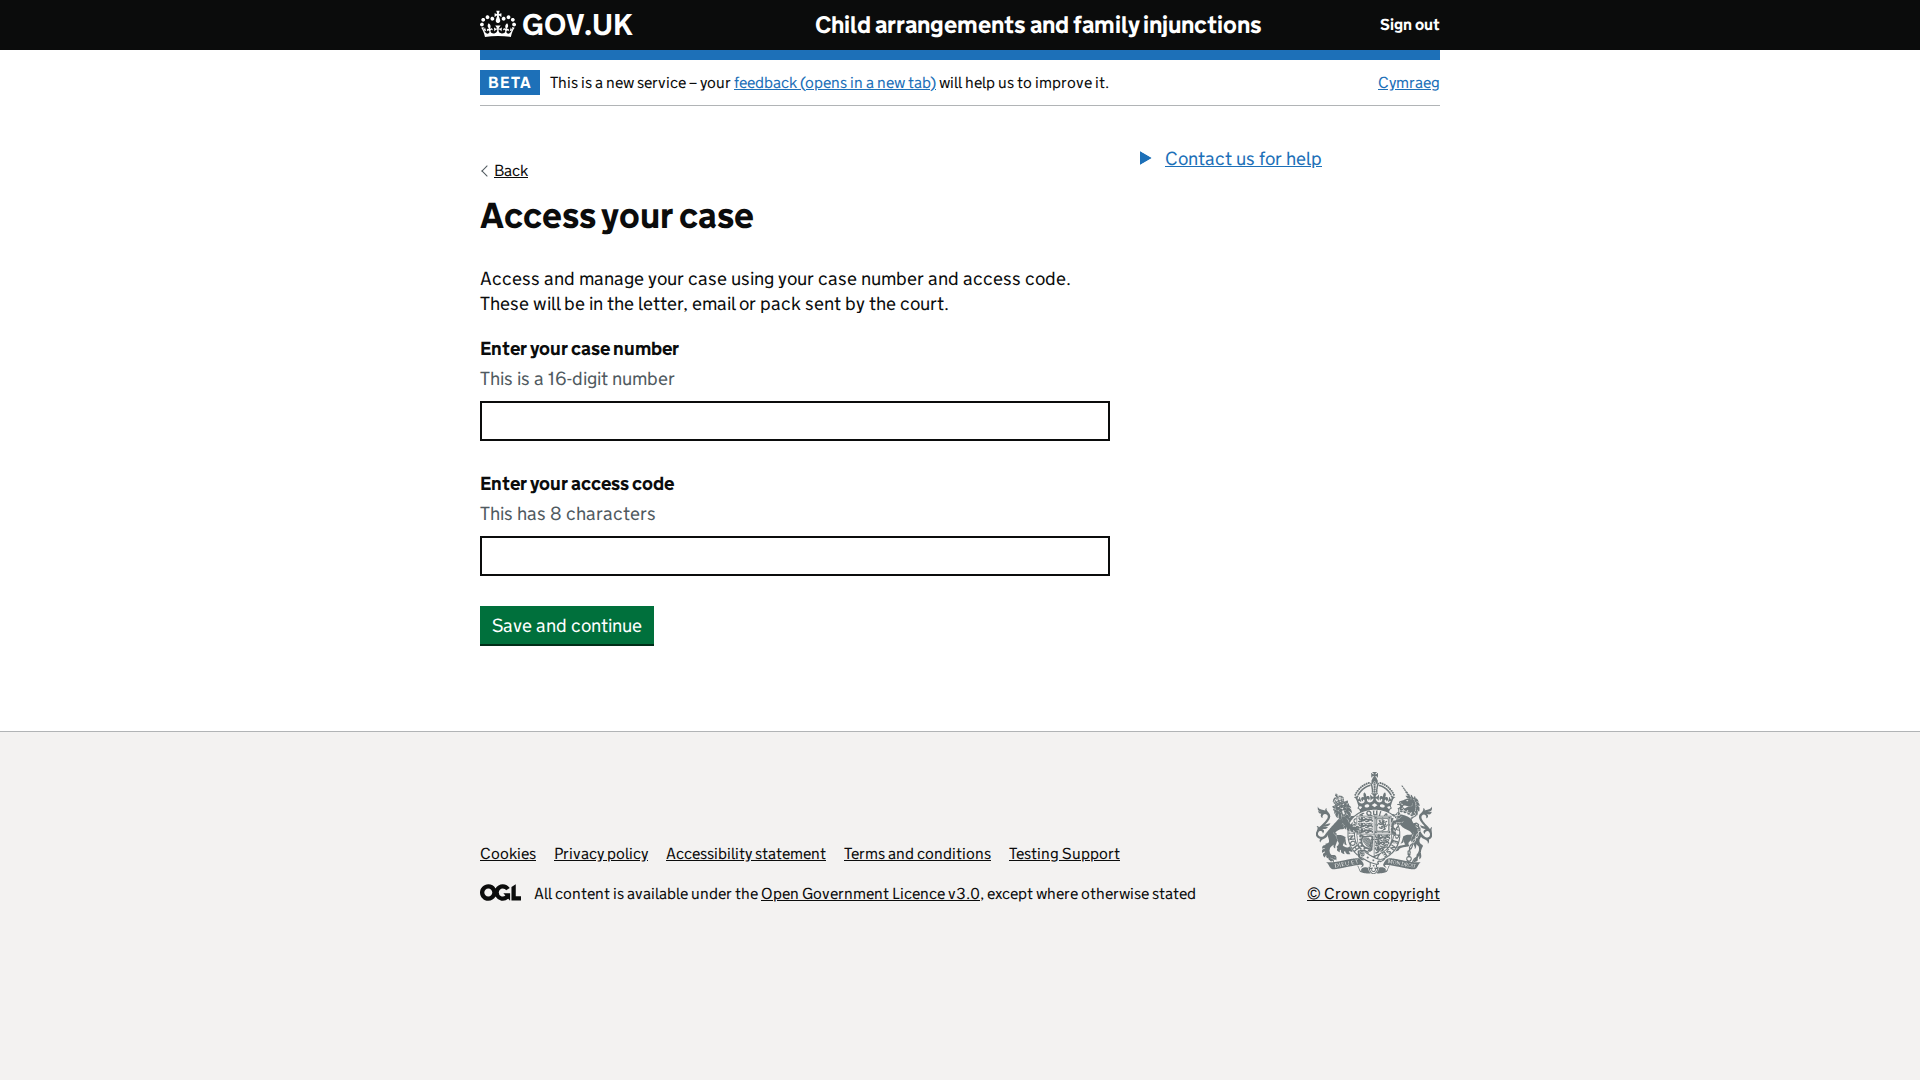 GOV.UK
Child arrangements and family injunctions
Sign out
BETA
This is a new service – your feedback (opens in a new tab) will help us to improve it.
Cymraeg
Back
Contact us for help
Access your case
Access and manage your case using your case number and access code.
These will be in the letter, email or pack sent by the court.
Enter your case number
This is a 16-digit number
Enter your access code
This has 8 characters
Save and continue
Cookies
Privacy policy
Accessibility statement
Terms and conditions
Testing Support
OGL
All content is available under the Open Government Licence v3.0, except where otherwise stated
© Crown copyright